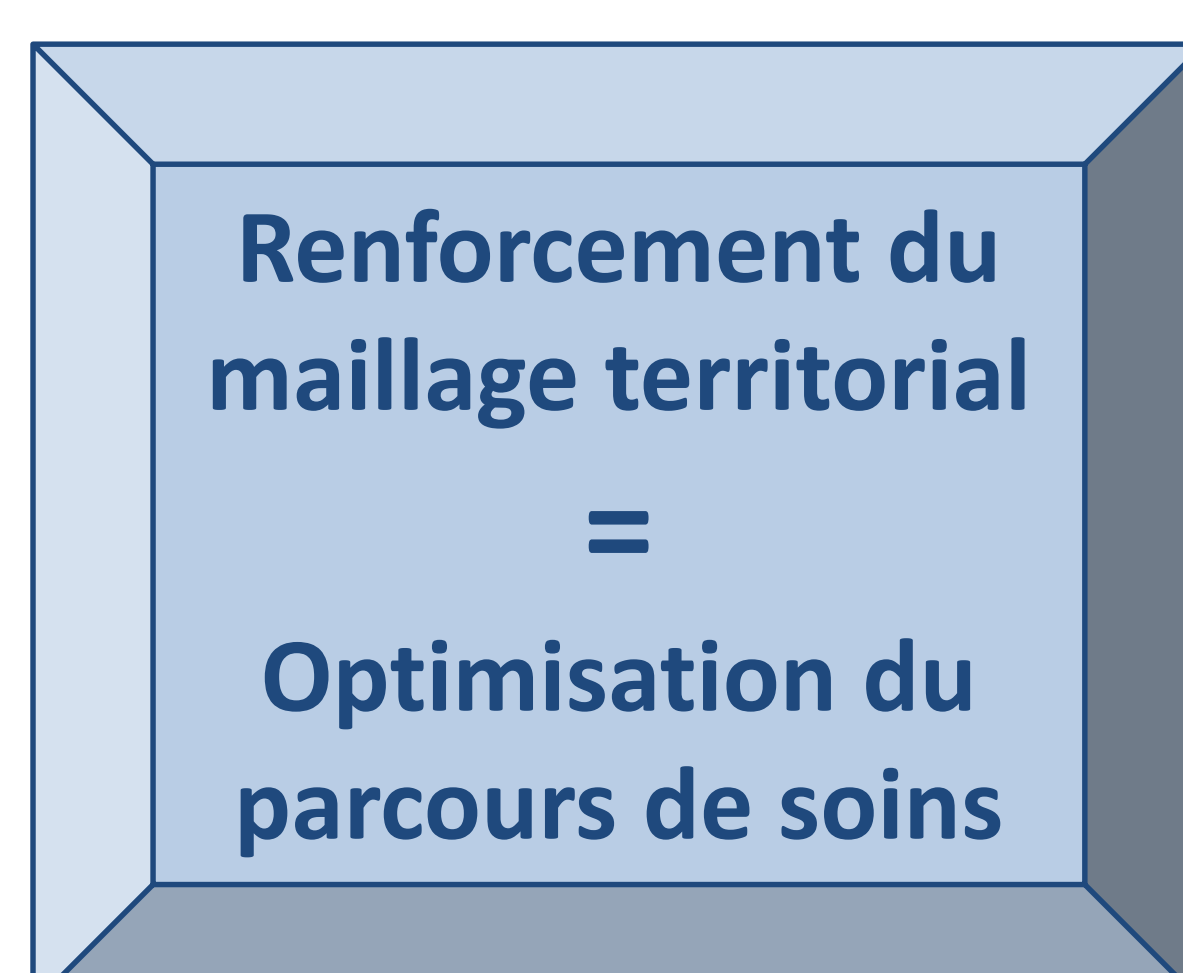 Renforcement du
maillage territorial
=
Optimisation du
parcours de soins